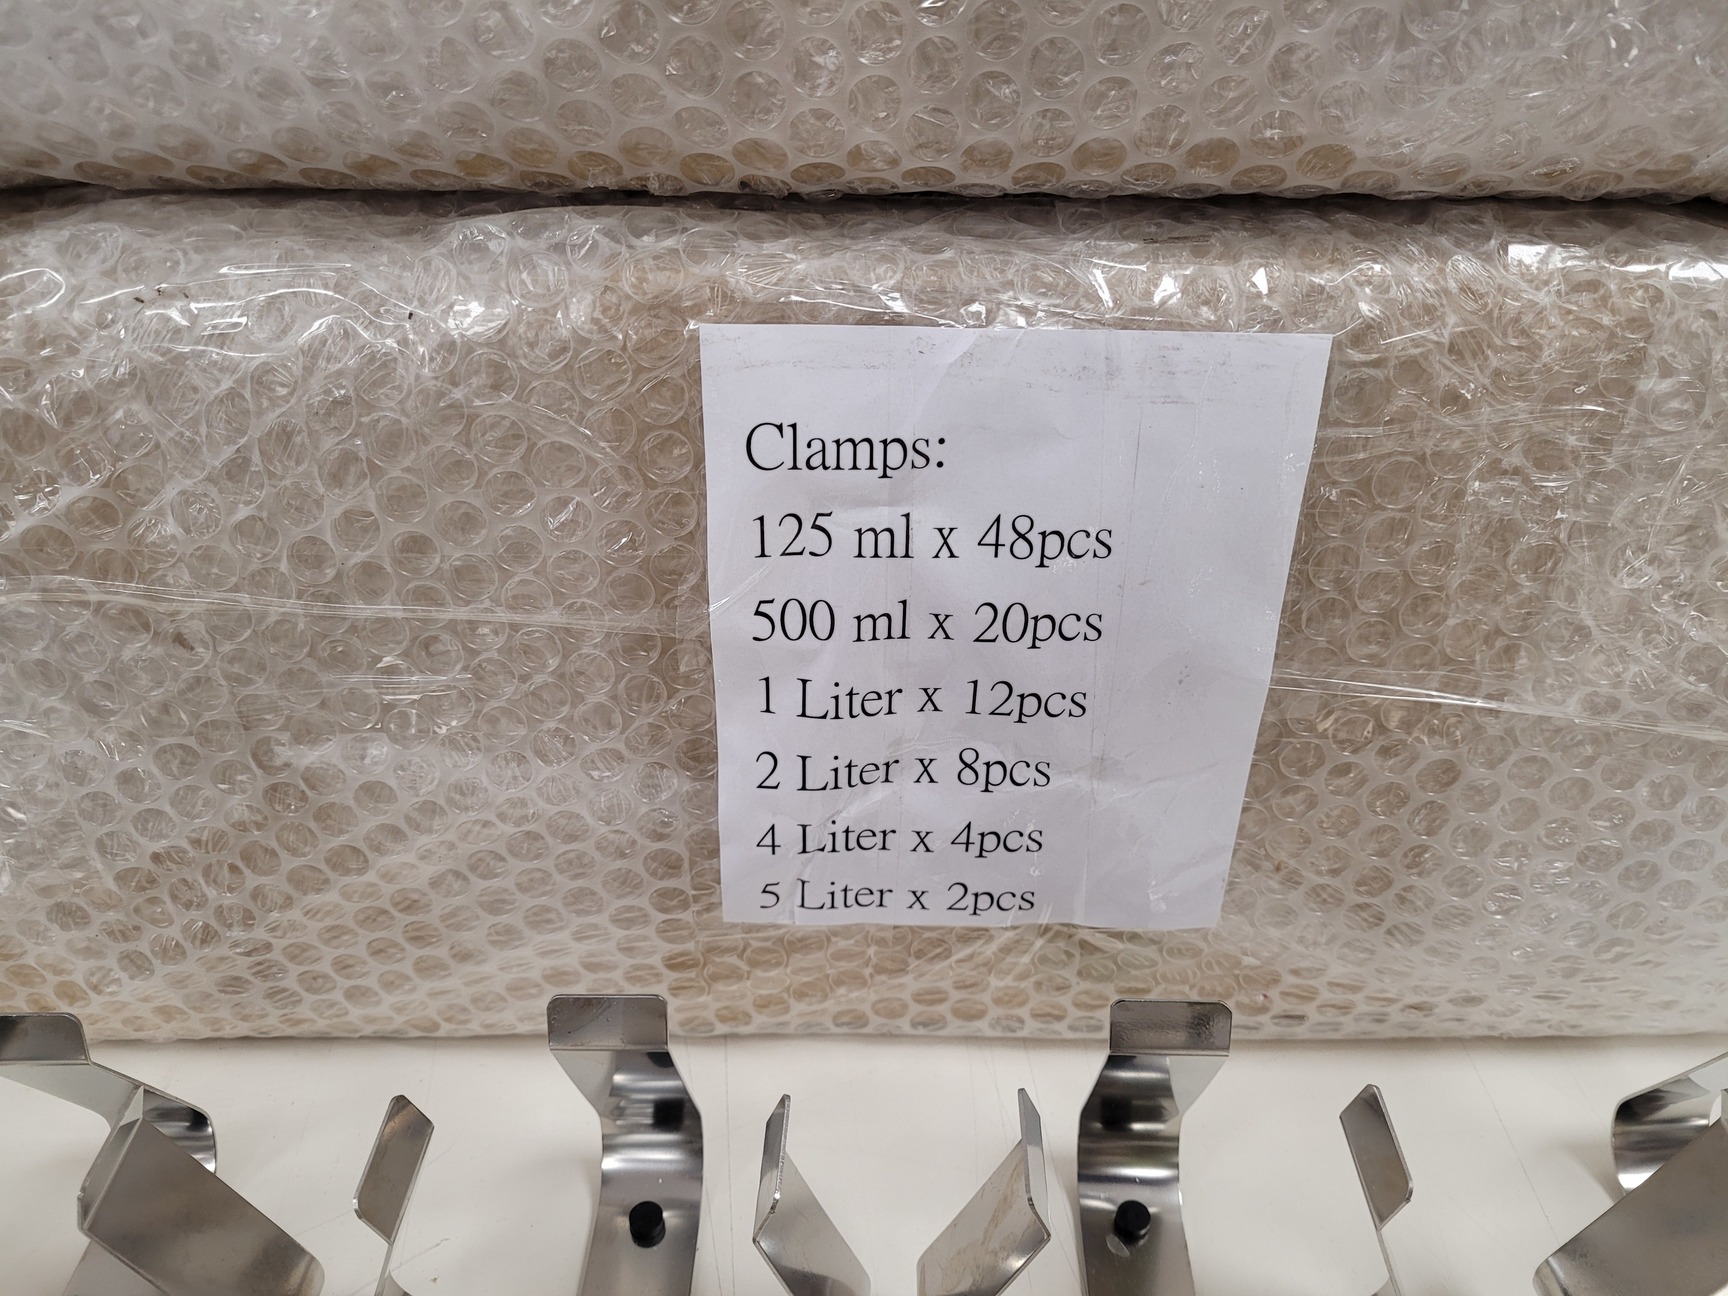 Clamps:
125 ml x 48pcs
500 ml x 20pcs
1 Liter x 12pcs
2 Liter x 8pcs
4 Liter x 4pcs
5 Liter x 2pcs